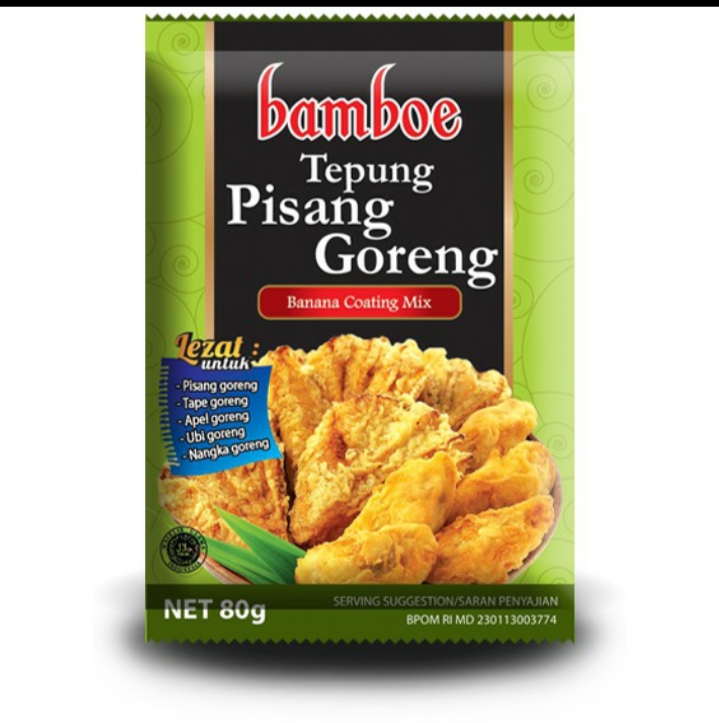 bamboe
Tepung
Pisang
Goreng
Banana Coating Mix
Lezat :
untuk
- Pisang goreng
- Tape goreng
- Apel goreng
- Ubi goreng
- Nangka goreng
NET 80g
SERVING SUGGESTION/SARAN PENYAJIAN
BPOM RI MD 230113003774